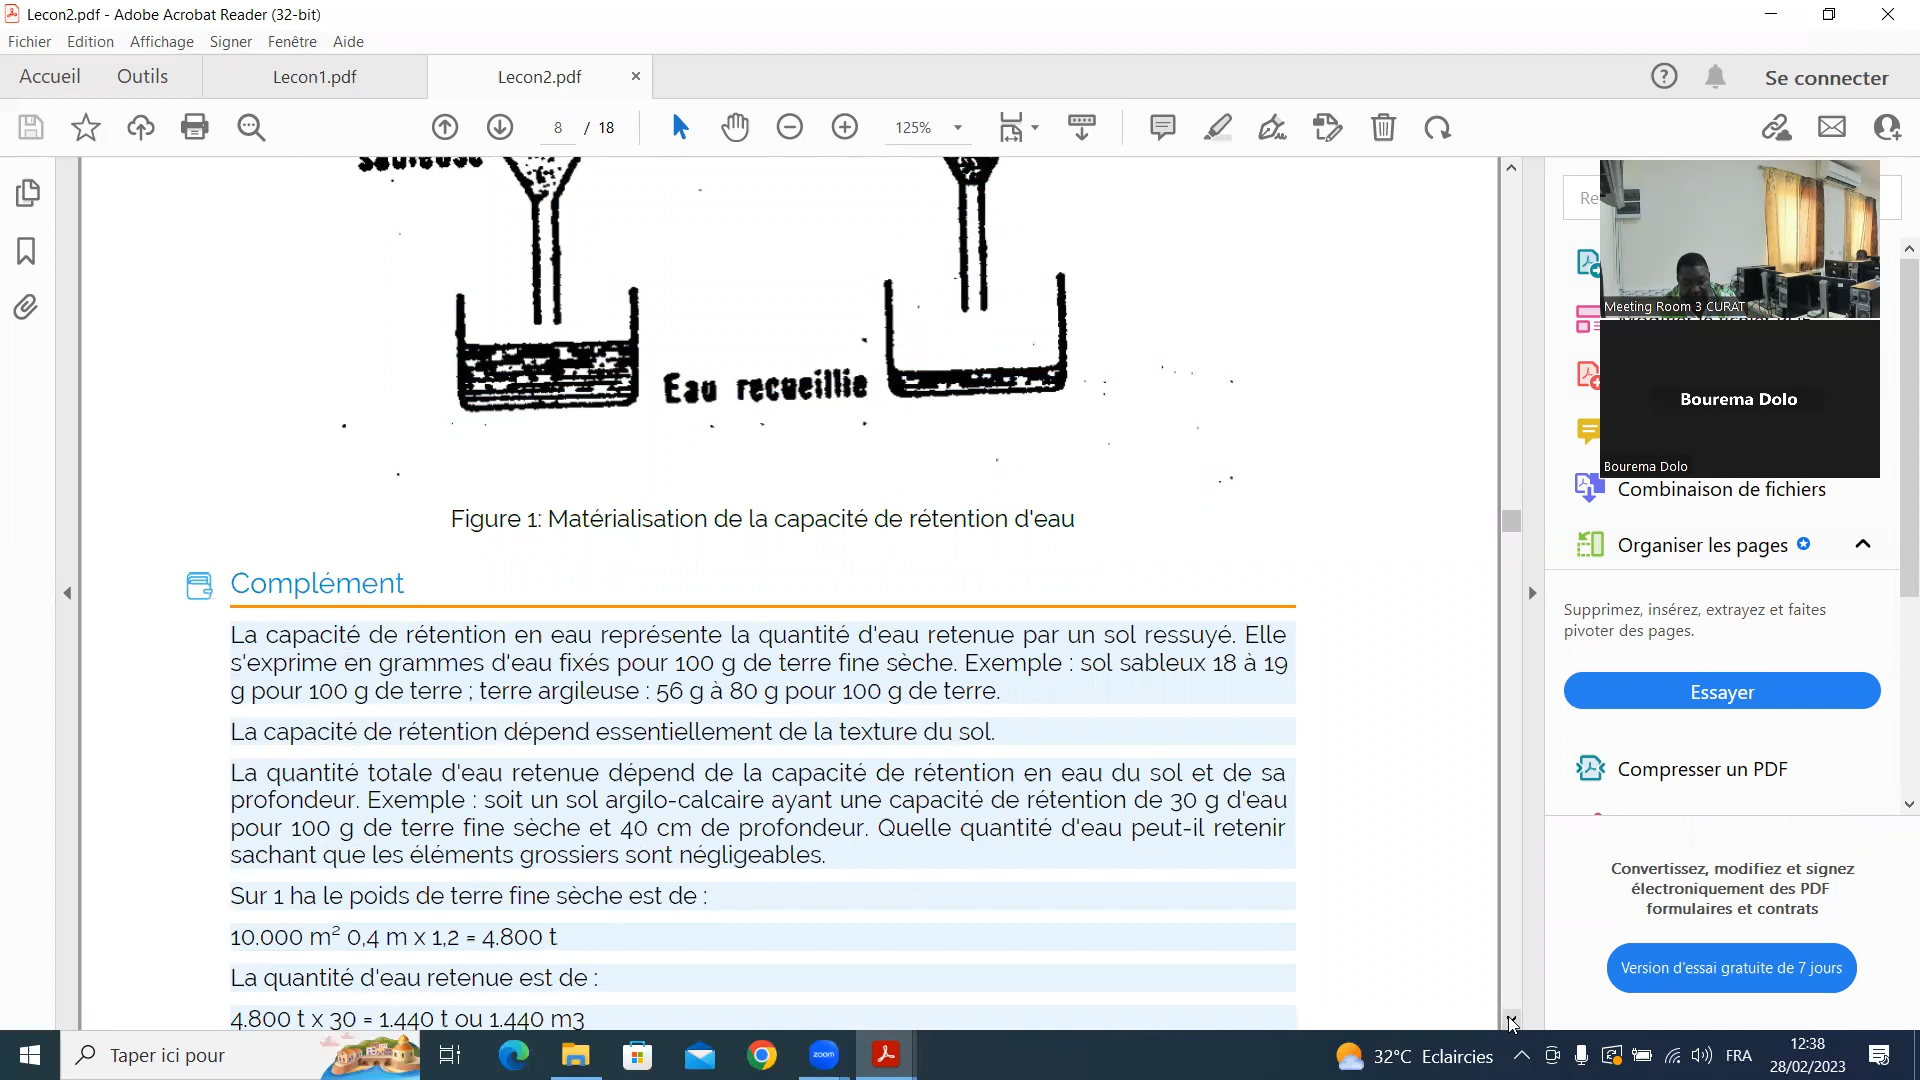 Lecon2.pdf - Adobe Acrobat Reader (32-bit)
Fichier Edition Affichage Signer Fenêtre Aide
Accueil Outils Lecon1.pdf Lecon2.pdf × Se connecter
8 / 18 125%
Eau recueillie
Figure 1: Matérialisation de la capacité de rétention d'eau
Complément
La capacité de rétention en eau représente la quantité d'eau retenue par un sol ressuyé. Elle
s'exprime en grammes d'eau fixés pour 100 g de terre fine sèche. Exemple : sol sableux 18 à 19
g pour 100 g de terre ; terre argileuse : 56 g à 80 g pour 100 g de terre.
La capacité de rétention dépend essentiellement de la texture du sol.
La quantité totale d'eau retenue dépend de la capacité de rétention en eau du sol et de sa
profondeur. Exemple : soit un sol argilo-calcaire ayant une capacité de rétention de 30 g d'eau
pour 100 g de terre fine sèche et 40 cm de profondeur. Quelle quantité d'eau peut-il retenir
sachant que les éléments grossiers sont négligeables.
Sur 1 ha le poids de terre fine sèche est de :
10.000 m² 0,4 m x 1,2 = 4.800 t
La quantité d'eau retenue est de :
4.800 t x 30 = 1.440 t ou 1.440 m3
Re
Meeting Room 3 CURAT
Bourema Dolo
Bourema Dolo
Combinaison de fichiers
Organiser les pages
Supprimez, insérez, extrayez et faites
pivoter des pages.
Essayer
Compresser un PDF
Convertissez, modifiez et signez
électroniquement des PDF
formulaires et contrats
Version d'essai gratuite de 7 jours
Taper ici pour
zoom
32°C Eclaircies
FRA
12:38
28/02/2023